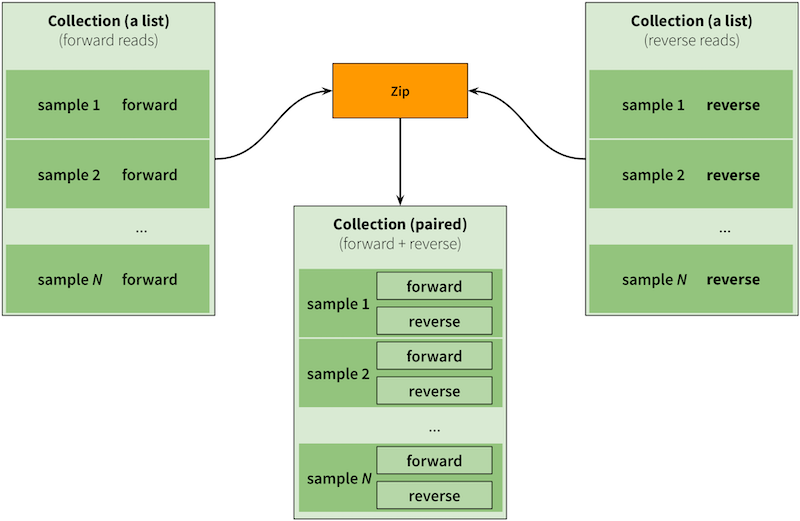 Collection (a list)
(forward reads)
sample 1 forward
sample 2 forward
...
sample N forward
Zip
Collection (a list)
(reverse reads)
sample 1 reverse
sample 2 reverse
...
sample N reverse
Collection (paired)
(forward + reverse)
sample 1
forward
reverse
sample 2
forward
reverse
...
sample N
forward
reverse